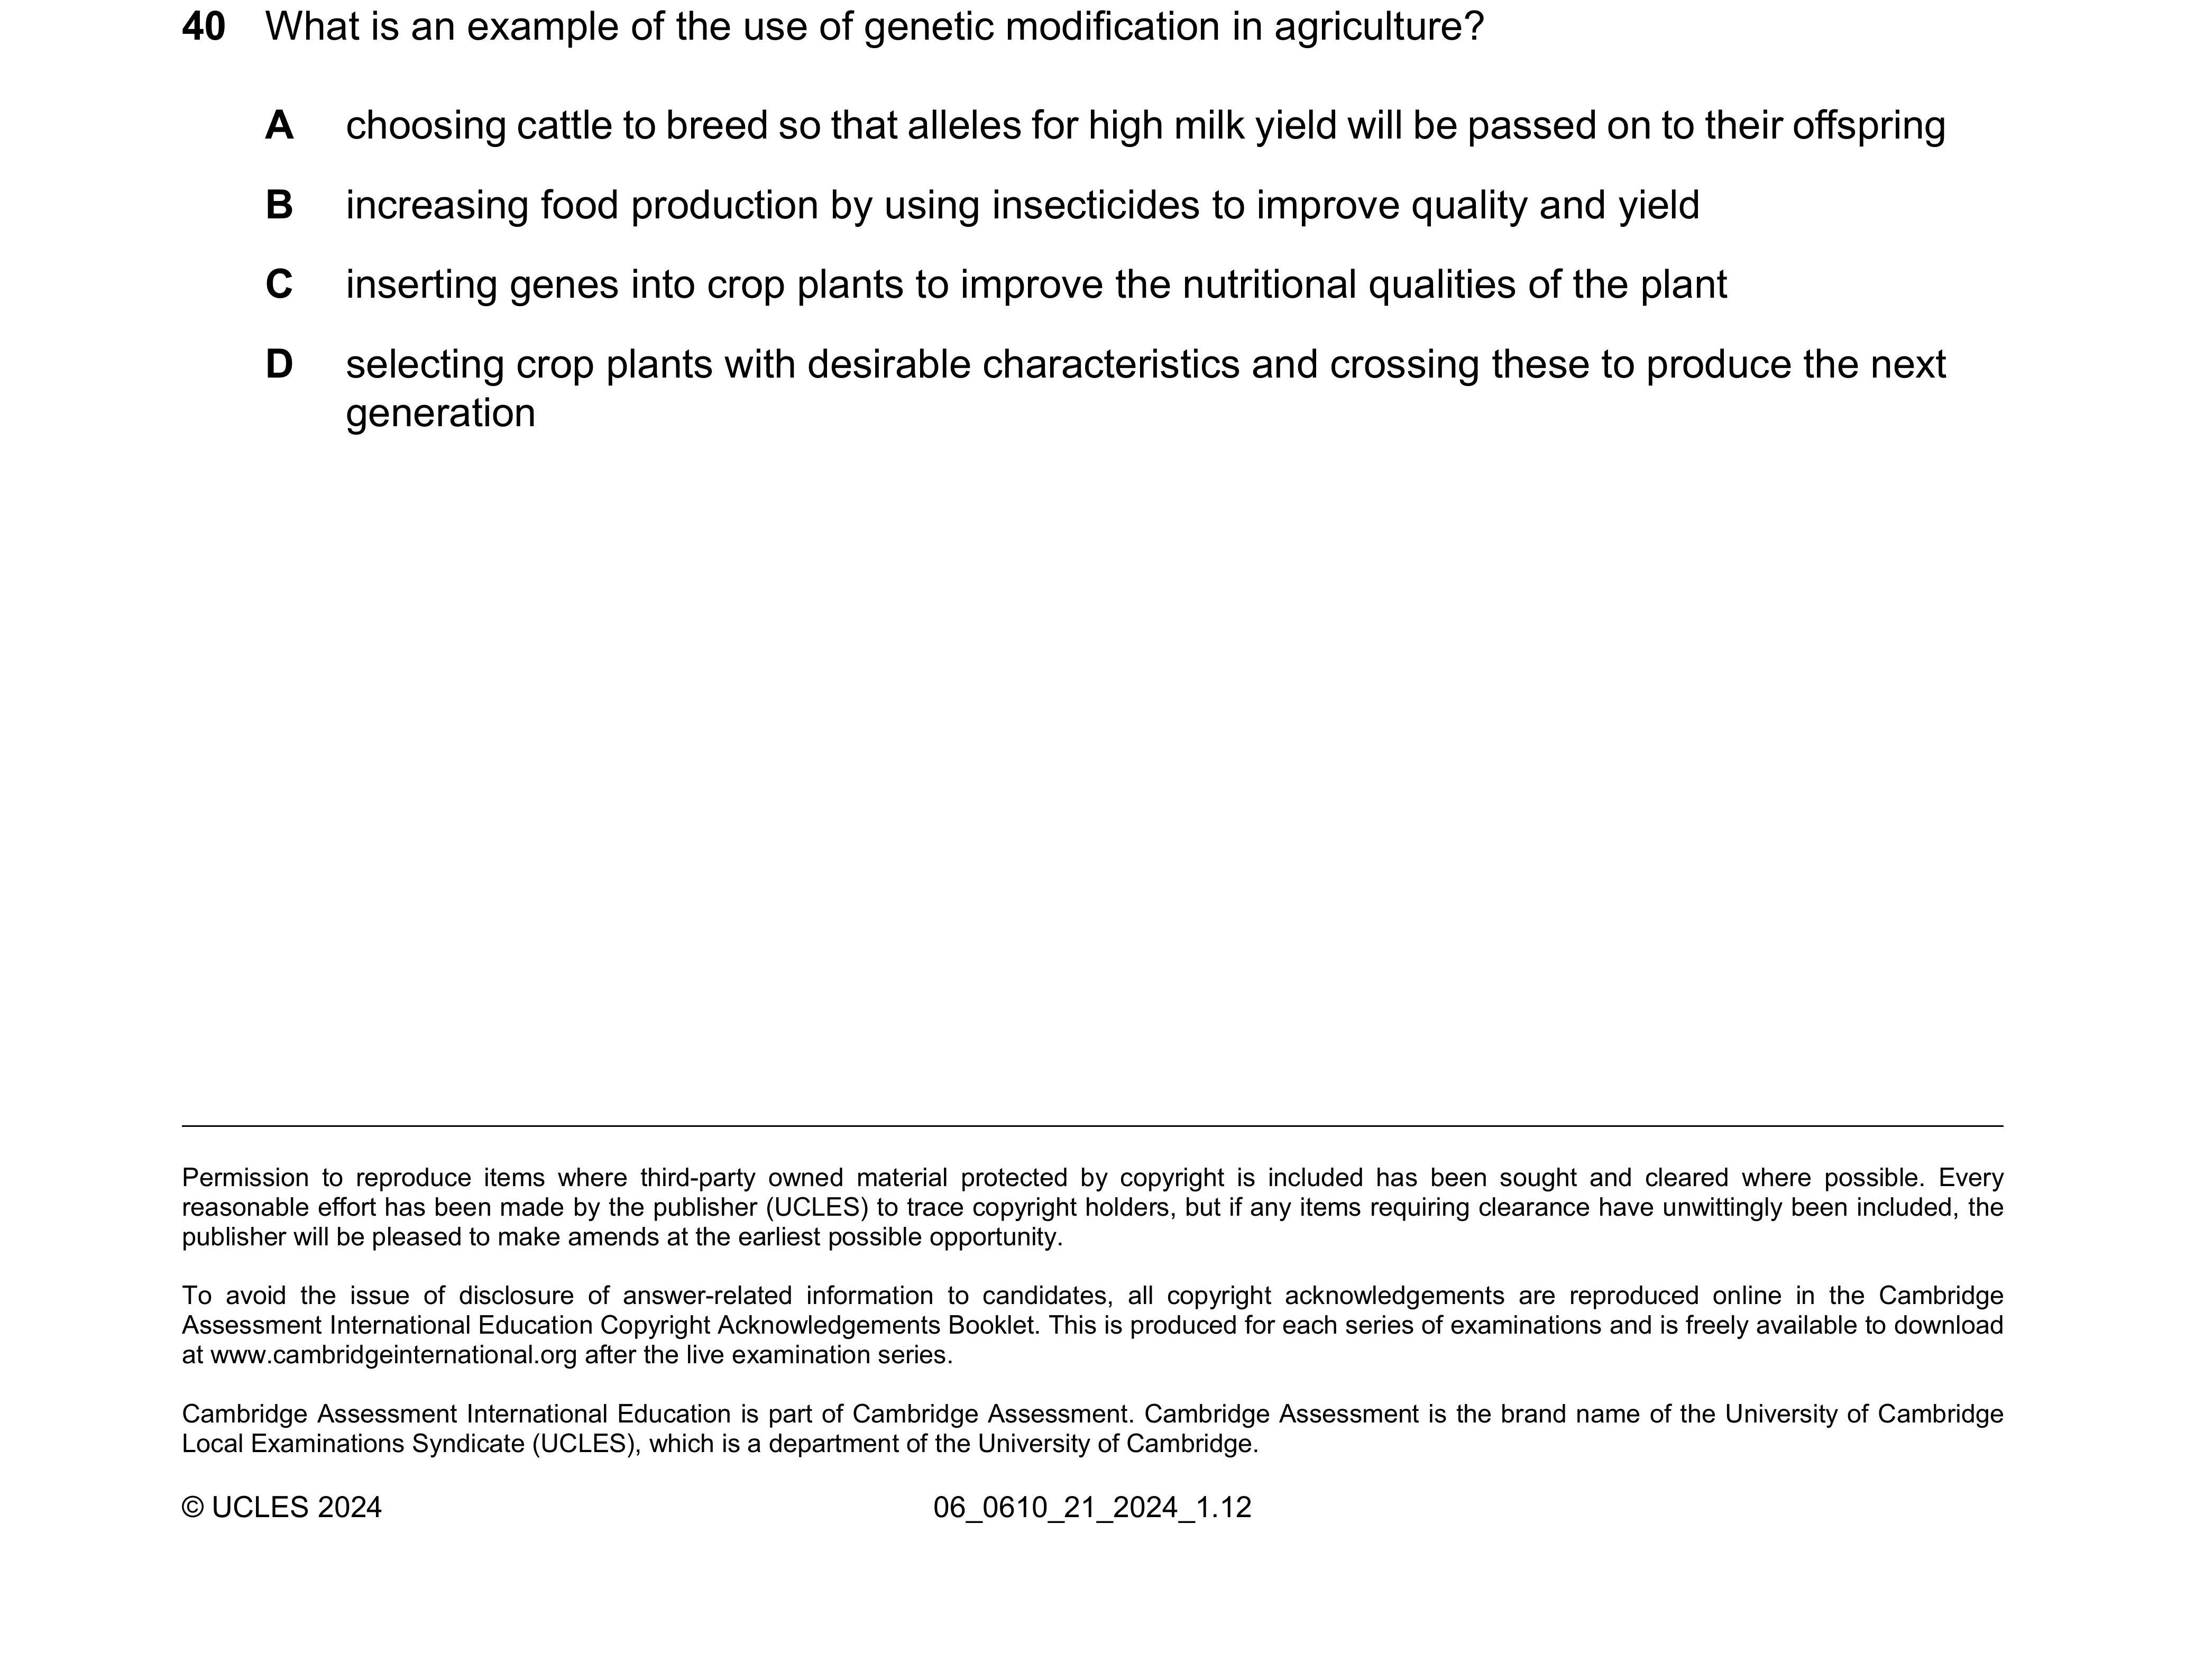 40 What is an example of the use of genetic modification in agriculture?
A choosing cattle to breed so that alleles for high milk yield will be passed on to their offspring
B increasing food production by using insecticides to improve quality and yield
C inserting genes into crop plants to improve the nutritional qualities of the plant
D selecting crop plants with desirable characteristics and crossing these to produce the next
generation
Permission to reproduce items where third-party owned material protected by copyright is included has been sought and cleared where possible. Every
reasonable effort has been made by the publisher (UCLES) to trace copyright holders, but if any items requiring clearance have unwittingly been included, the
publisher will be pleased to make amends at the earliest possible opportunity.
To avoid the issue of disclosure of answer-related information to candidates, all copyright acknowledgements are reproduced online in the Cambridge
Assessment International Education Copyright Acknowledgements Booklet. This is produced for each series of examinations and is freely available to download
at www.cambridgeinternational.org after the live examination series.
Cambridge Assessment International Education is part of Cambridge Assessment. Cambridge Assessment is the brand name of the University of Cambridge
Local Examinations Syndicate (UCLES), which is a department of the University of Cambridge.
© UCLES 2024 06_0610_21_2024_1.12